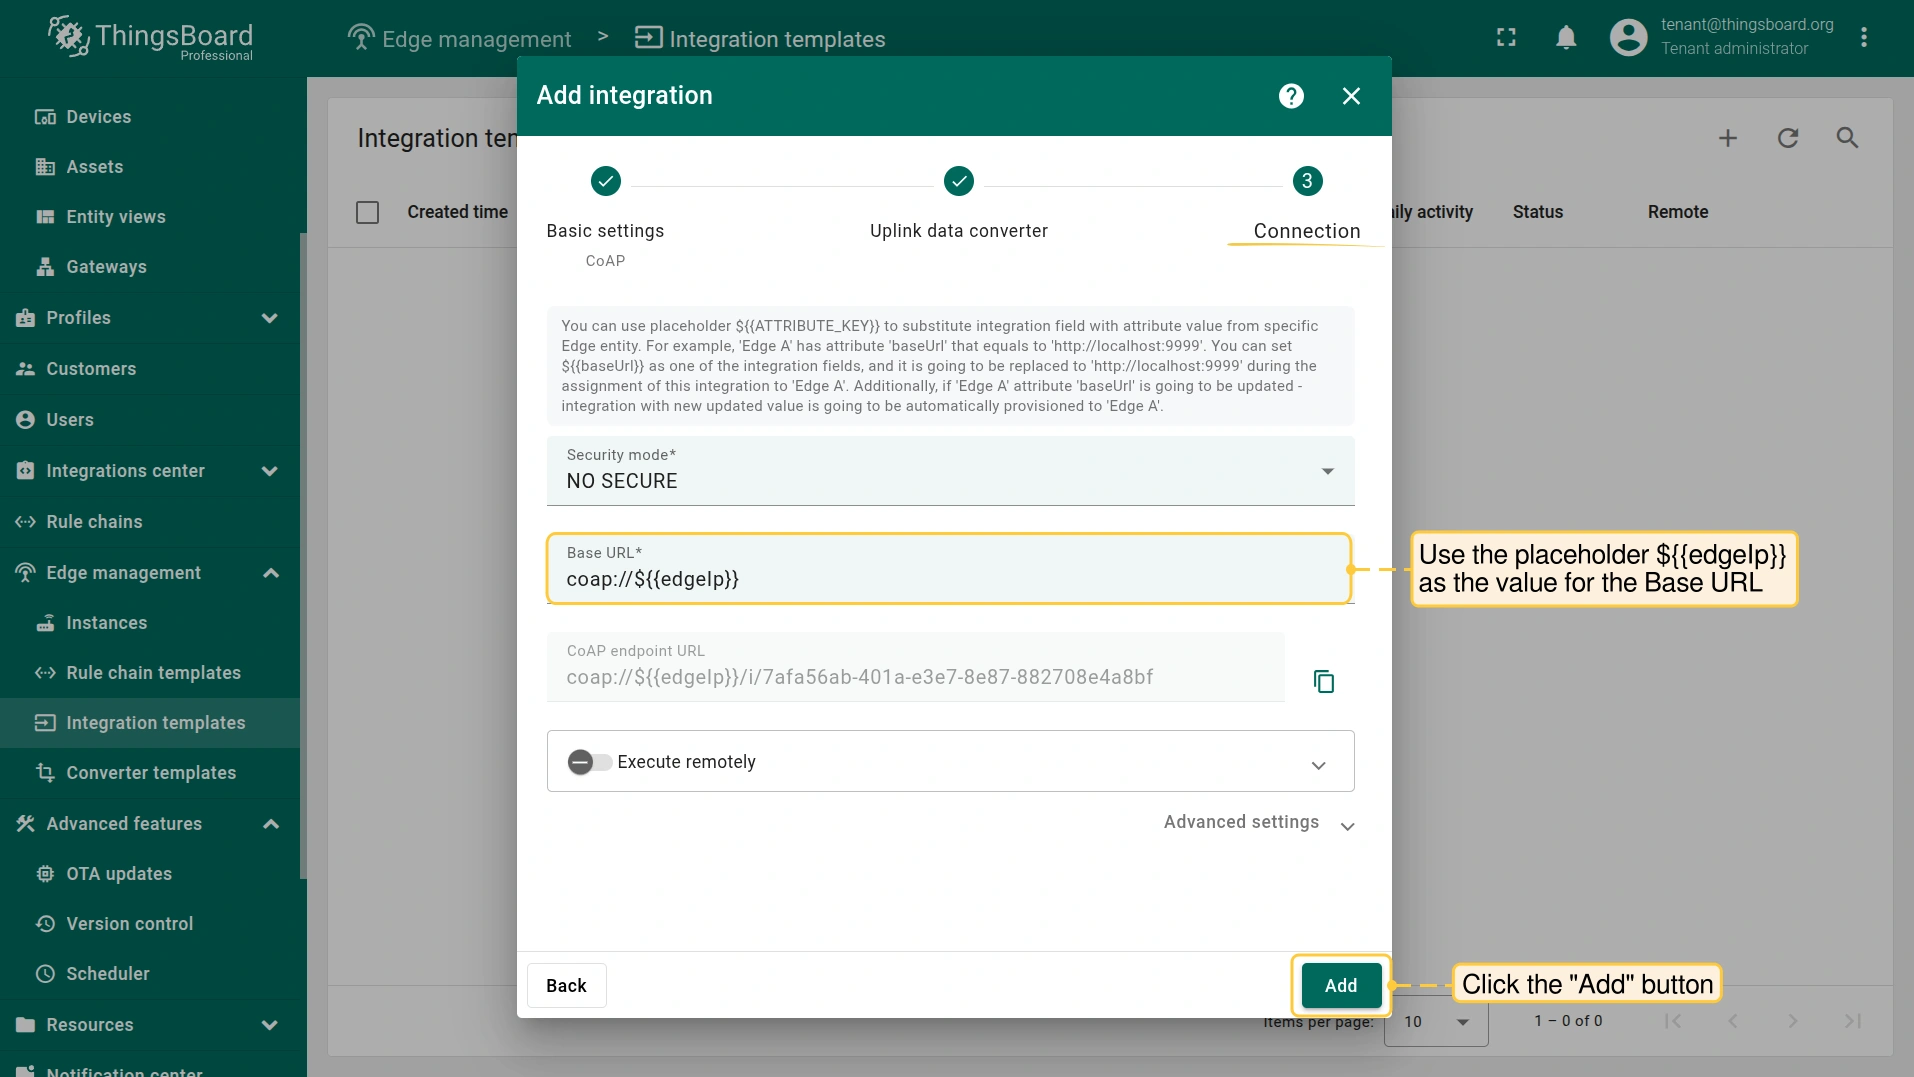 ThingsBoard
Professional
Edge management > Integration templates
tenant@thingsboard.org
Tenant administrator
Devices
Assets
Entity views
Gateways
Profiles
Customers
Users
Integrations center
Rule chains
Edge management
Instances
Rule chain templates
Integration templates
Converter templates
Advanced features
OTA updates
Version control
Scheduler
Resources
Notification center
Integration tem
Created time
ily activity
Status
Remote
Add integration
?
3
Basic settings
CoAP
Uplink data converter
Connection
You can use placeholder ${{ATTRIBUTE_KEY}} to substitute integration field with attribute value from specific
Edge entity. For example, 'Edge A' has attribute 'baseUrl' that equals to 'http://localhost:9999'. You can set
${{baseUrl}} as one of the integration fields, and it is going to be replaced to 'http://localhost:9999' during the
assignment of this integration to 'Edge A'. Additionally, if 'Edge A' attribute 'baseUrl' is going to be updated -
integration with new updated value is going to be automatically provisioned to 'Edge A'.
Security mode*
NO SECURE
Base URL*
coap://${{edgeIp}}
Use the placeholder ${{edgeIp}}
as the value for the Base URL
CoAP endpoint URL
coap://${{edgeIp}}/i/7afa56ab-401a-e3e7-8e87-882708e4a8bf
Execute remotely
Advanced settings
Back
Add
Click the "Add" button
Items per page:
10
1 – 0 of 0